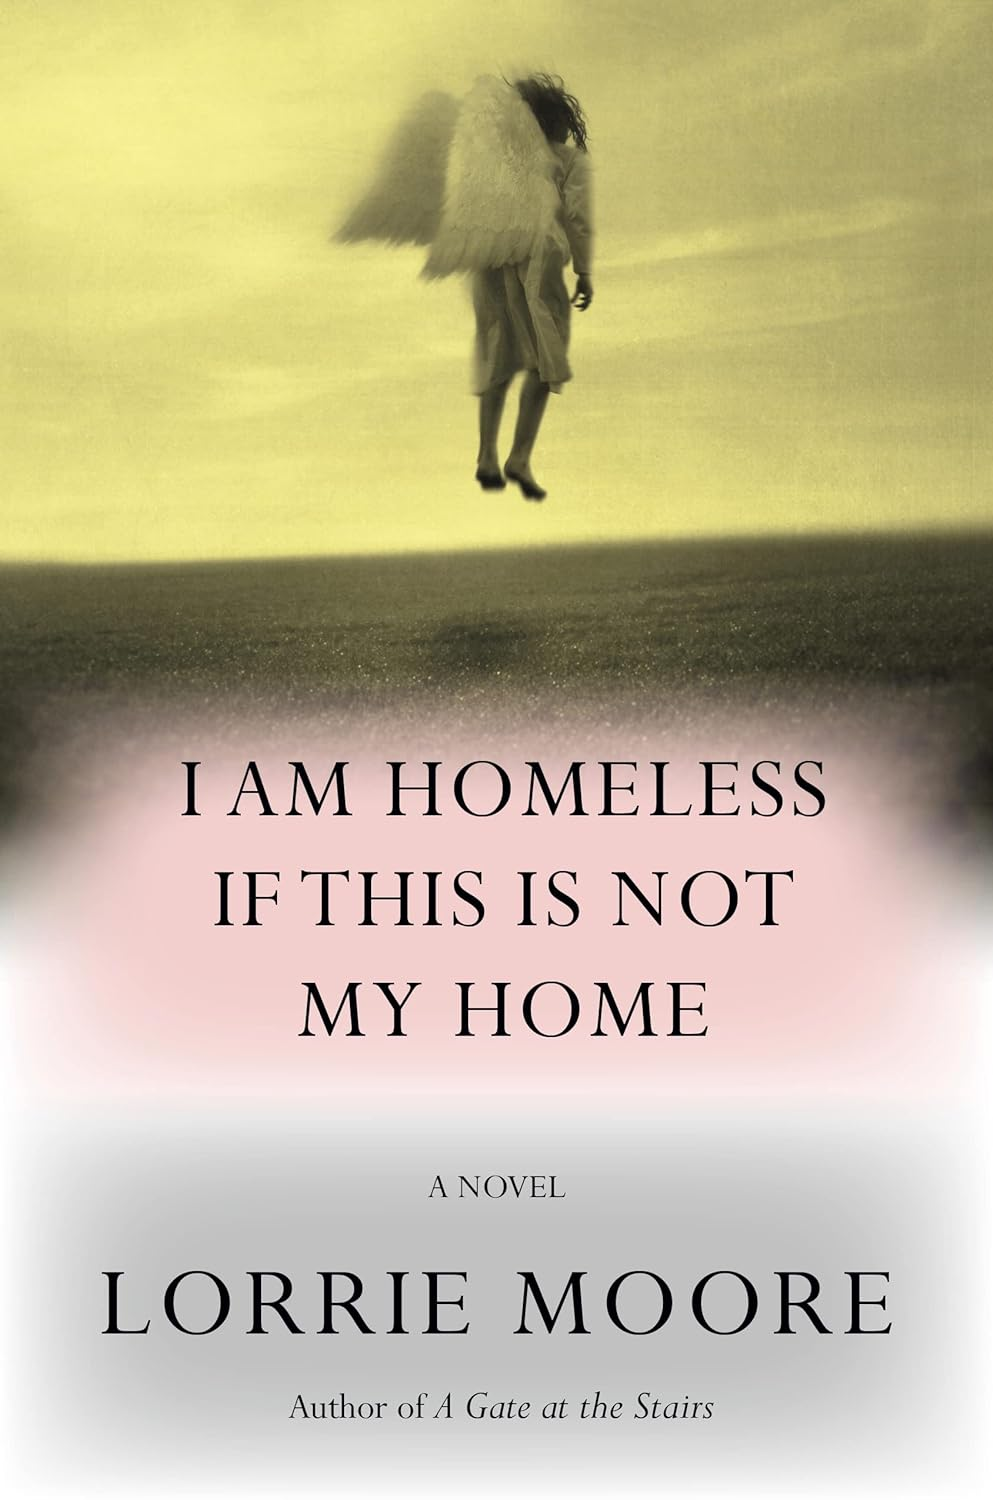 I AM HOMELESS
IF THIS IS NOT
MY HOME
A NOVEL
LORRIE MOORE
Author of A Gate at the Stairs